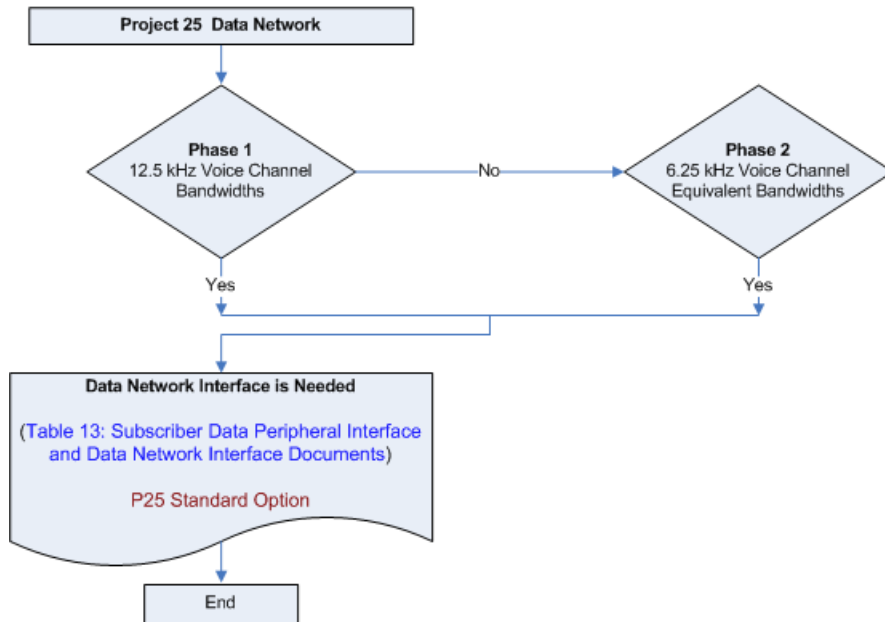 Project 25 Data Network
Phase 1
12.5 kHz Voice Channel
Bandwidths
No
Phase 2
6.25 kHz Voice Channel
Equivalent Bandwidths
Yes
Yes
Data Network Interface is Needed
(Table 13: Subscriber Data Peripheral Interface
and Data Network Interface Documents)
P25 Standard Option
End